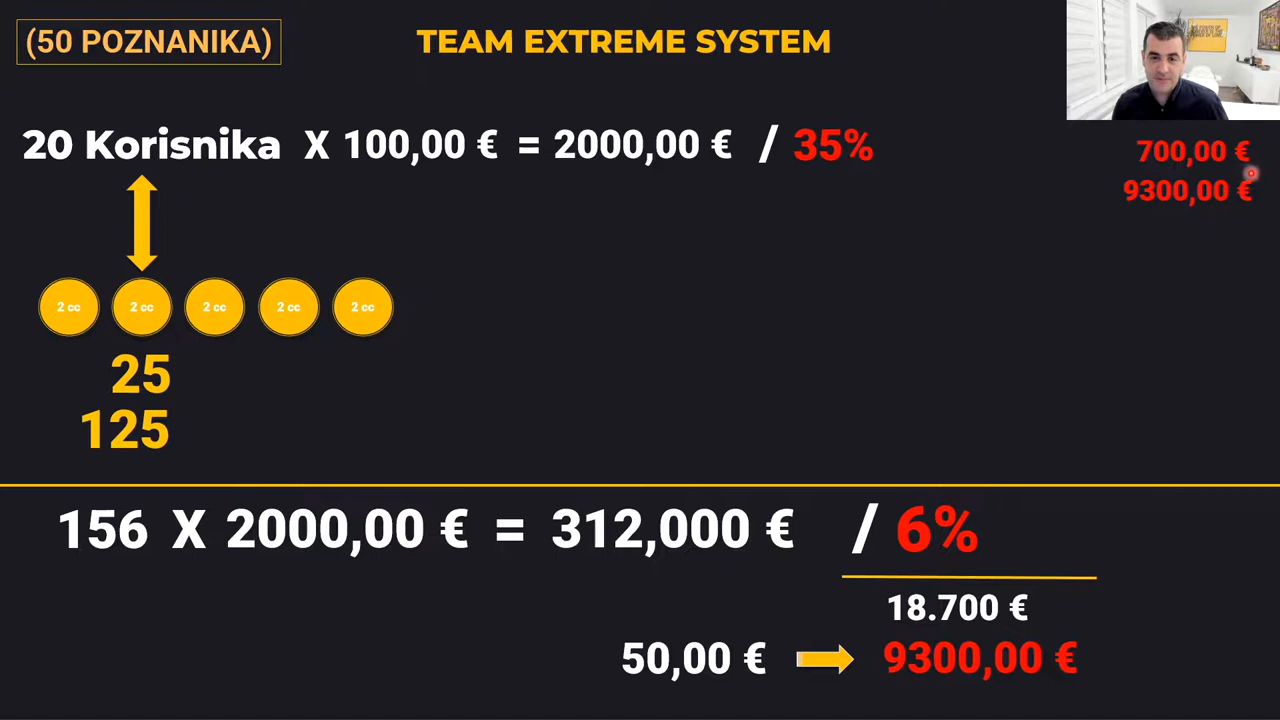 (50 POZNANIKA)
TEAM EXTREME SYSTEM
20 Korisnika X 100,00 € = 2000,00 € / 35%
700,00 €
9300,00 €
2 cc 2 cc 2 cc 2 cc 2 cc
25
125
156 X 2000,00 € = 312,000 € / 6%
18.700 €
50,00 € 9300,00 €